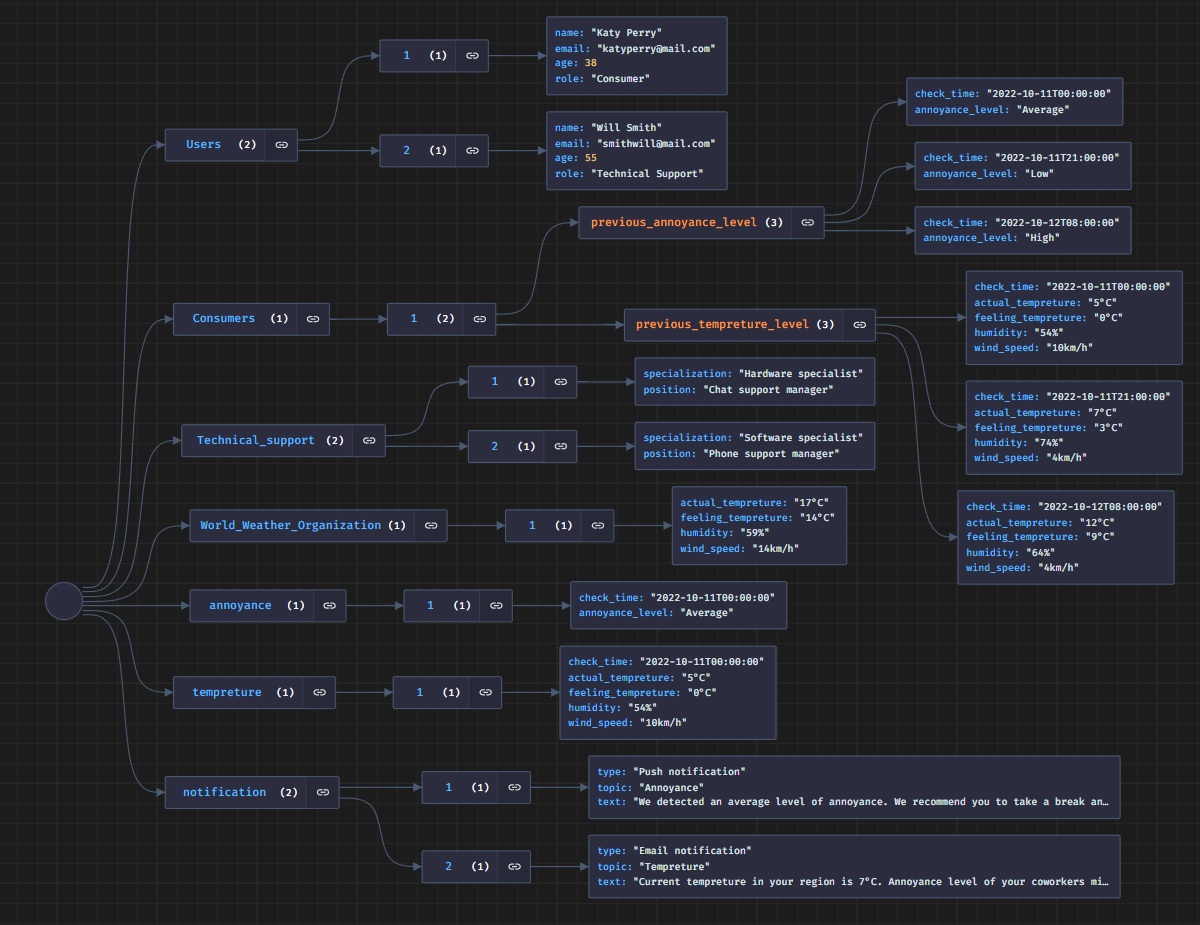 Users (2)
1 (1)
name: "Katy Perry"
email: "katyperry@mail.com"
age: 38
role: "Consumer"
2 (1)
name: "Will Smith"
email: "smithwill@mail.com"
age: 55
role: "Technical Support"
Consumers (1)
1 (2)
previous_annoyance_level (3)
check_time: "2022-10-11T00:00:00"
annoyance_level: "Average"
check_time: "2022-10-11T21:00:00"
annoyance_level: "Low"
check_time: "2022-10-12T08:00:00"
annoyance_level: "High"
previous_tempreture_level (3)
check_time: "2022-10-11T00:00:00"
actual_tempreture: "5°C"
feeling_tempreture: "0°C"
humidity: "54%"
wind_speed: "10km/h"
check_time: "2022-10-11T21:00:00"
actual_tempreture: "7°C"
feeling_tempreture: "3°C"
humidity: "74%"
wind_speed: "4km/h"
check_time: "2022-10-12T08:00:00"
actual_tempreture: "12°C"
feeling_tempreture: "9°C"
humidity: "64%"
wind_speed: "4km/h"
Technical_support (2)
1 (1)
specialization: "Hardware specialist"
position: "Chat support manager"
2 (1)
specialization: "Software specialist"
position: "Phone support manager"
World_Weather_Organization (1)
1 (1)
actual_tempreture: "17°C"
feeling_tempreture: "14°C"
humidity: "59%"
wind_speed: "14km/h"
annoyance (1)
1 (1)
check_time: "2022-10-11T00:00:00"
annoyance_level: "Average"
tempreture (1)
1 (1)
check_time: "2022-10-11T00:00:00"
actual_tempreture: "5°C"
feeling_tempreture: "0°C"
humidity: "54%"
wind_speed: "10km/h"
notification (2)
1 (1)
type: "Push notification"
topic: "Annoyance"
text: "We detected an average level of annoyance. We recommend you to take a break an…
2 (1)
type: "Email notification"
topic: "Tempreture"
text: "Current tempreture in your region is 7°C. Annoyance level of your coworkers mi…